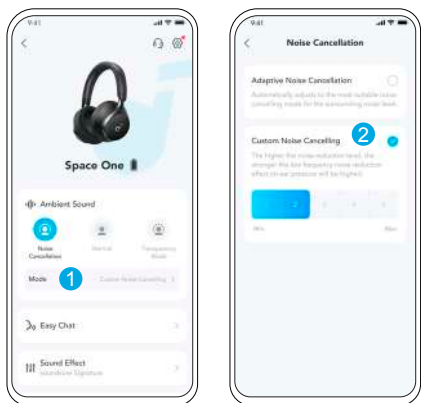 9:41
Space One
Ambient Sound
Noise
Cancellation
Normal
Transparency
Mode
Mode
1
Custom Noise Cancelling
Easy Chat
Sound Effect
soundcore Signature
9:41
Noise Cancellation
Adaptive Noise Cancellation
Automatically adjusts to the most suitable noise
cancelling mode for the surrounding noise level.
Custom Noise Cancelling
2
The higher the noise reduction level, the
stronger the low frequency noise reduction
effect on ear pressure will be highest.
2
3
4
5
Min
Max